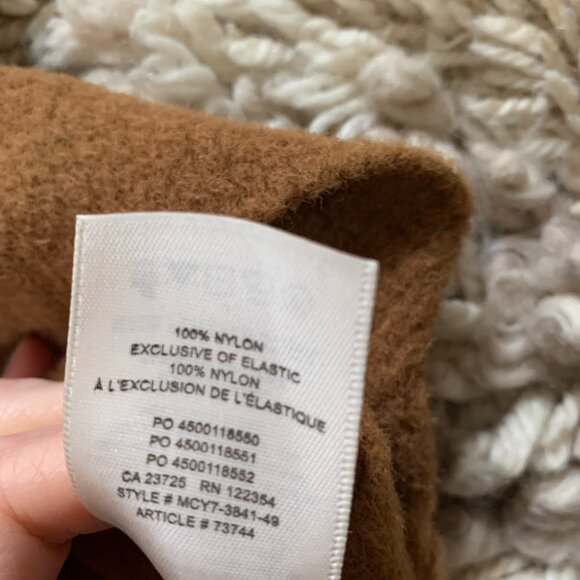 100% NYLON
EXCLUSIVE OF ELASTIC
100% NYLON
À L'EXCLUSION DE L'ÉLASTIQUE
PO 4500118550
PO 4500118551
PO 4500118552
CA 23725 RN 122354
STYLE # MCY7-3841-49
ARTICLE # 73744